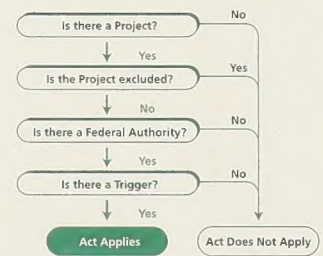 Is there a Project?
No
Yes
Is the Project excluded?
Yes
No
Is there a Federal Authority?
No
Yes
Is there a Trigger?
No
Yes
Act Applies
Act Does Not Apply